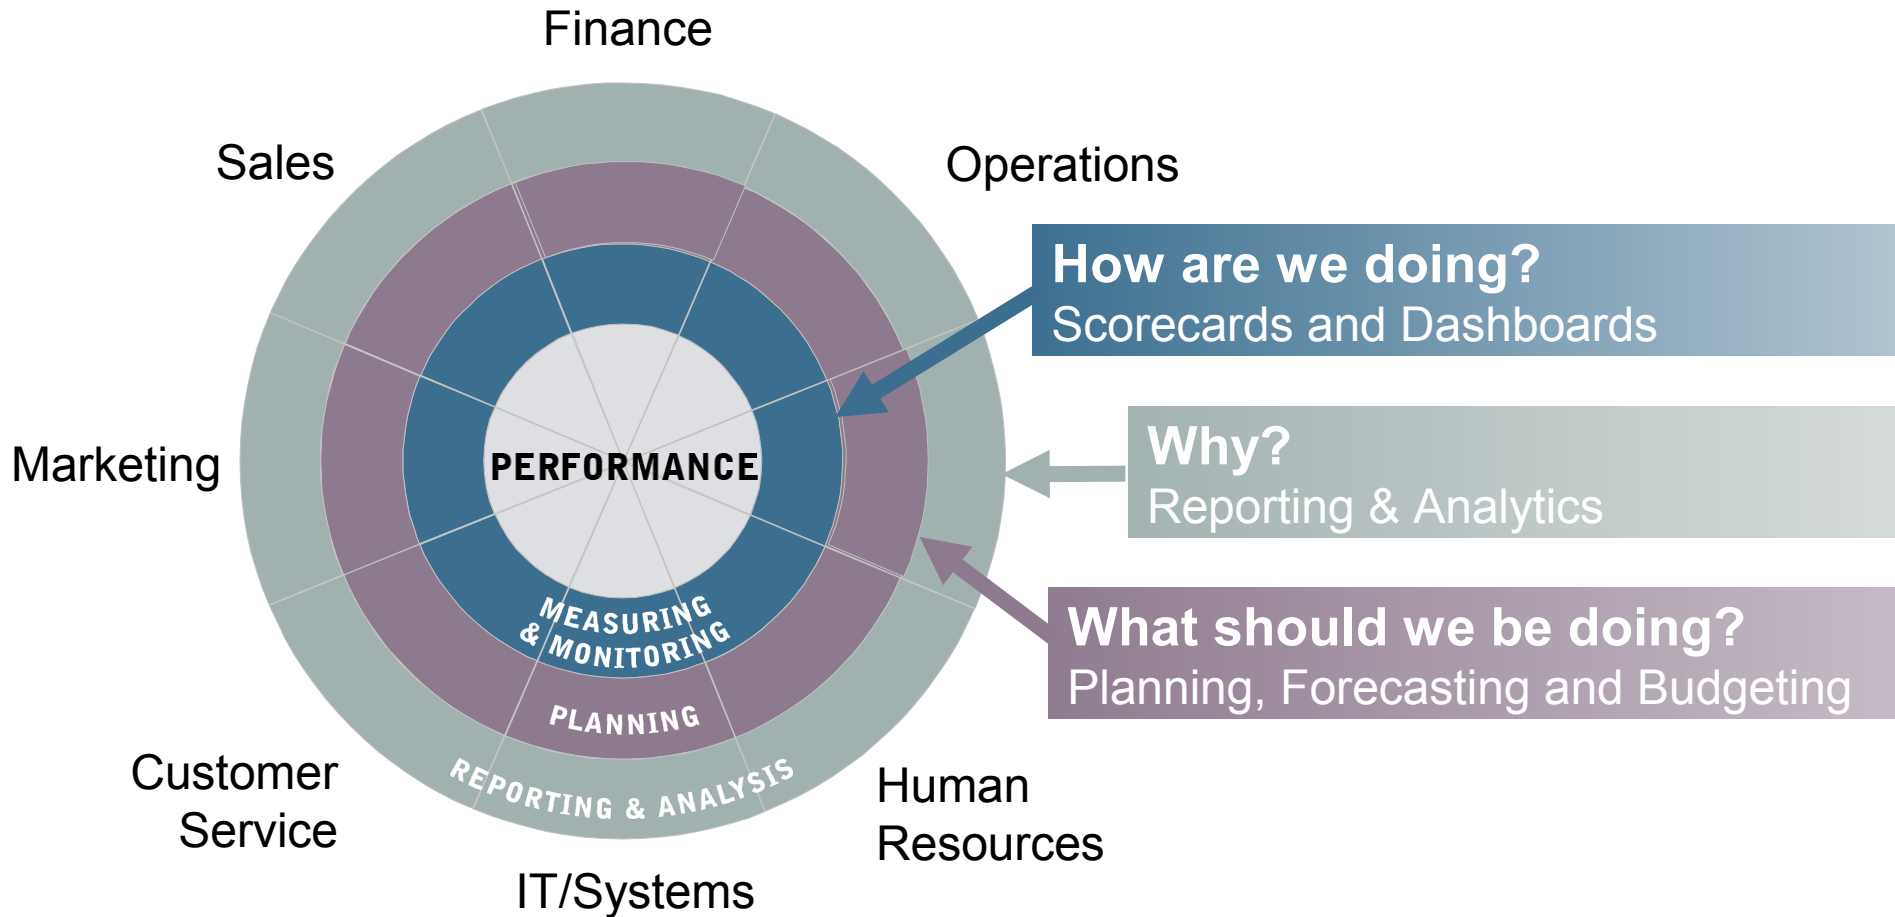 Finance
Sales
Operations
How are we doing?
Scorecards and Dashboards
Why?
Reporting & Analytics
Marketing
PERFORMANCE
MEASURING
& MONITORING
What should we be doing?
Planning, Forecasting and Budgeting
PLANNING
REPORTING & ANALYSIS
Customer
Service
Human
Resources
IT/Systems